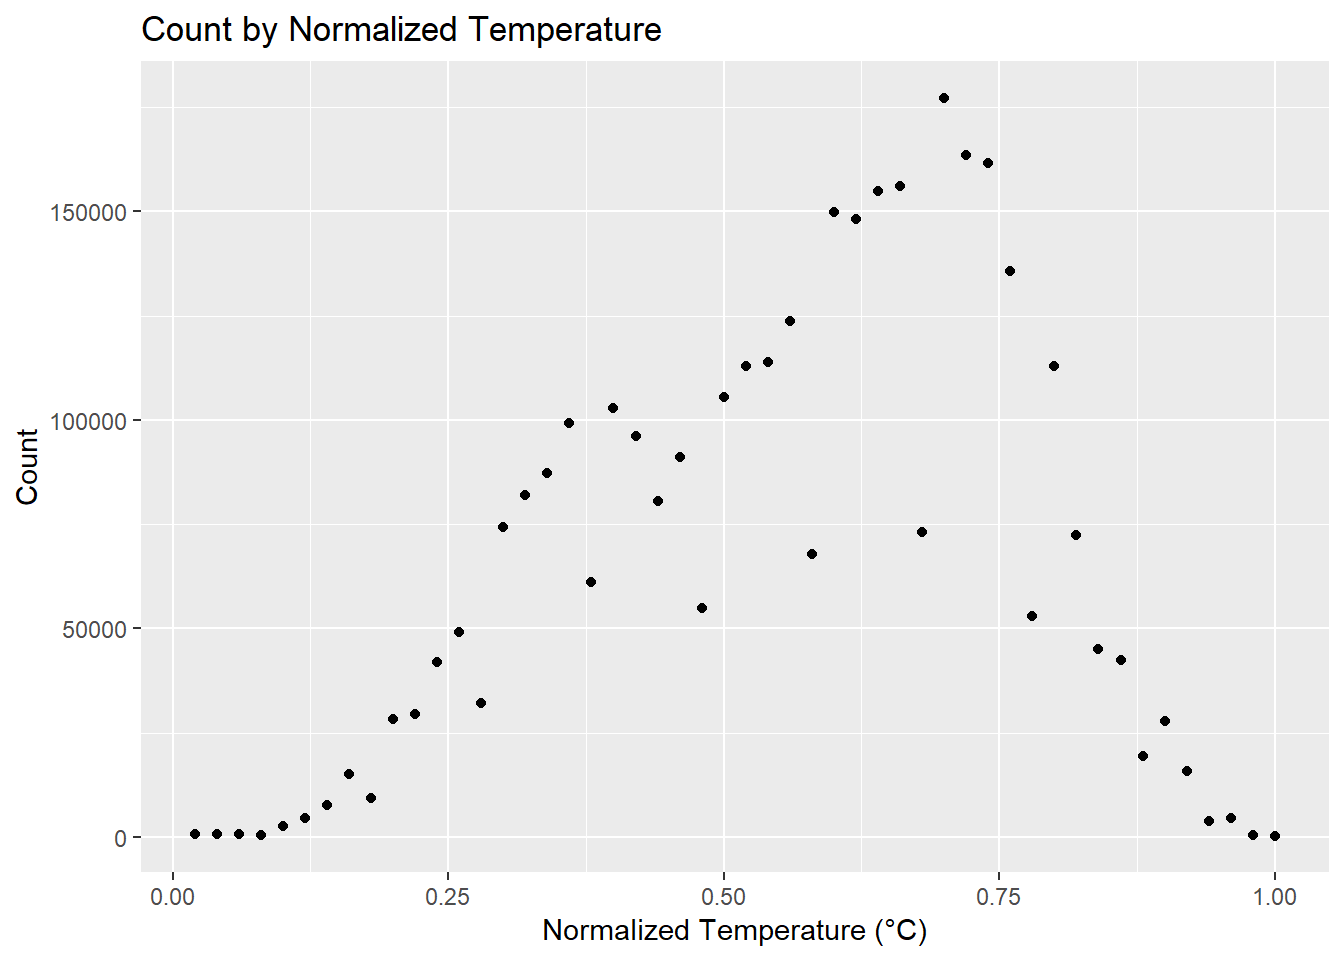 Count by Normalized Temperature
150000
100000
50000
0
Count
0.00 0.25 0.50 0.75 1.00
Normalized Temperature (°C)